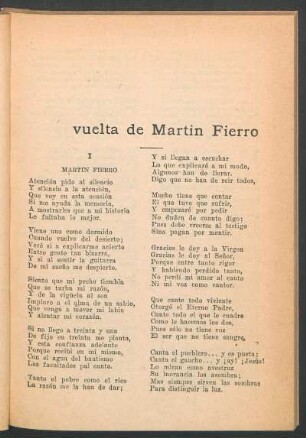 vuelta de Martin Fierro
I
MARTIN FIERRO
Atención pido al silencio
Y silencio a la atención,
Que voy en esta ocasión
Si me ayuda la memoria,
A mostrarles que a mi historia
Le faltaba lo mejor.
Viene uno como dormido
Cuando vuelve del desierto;
Veré si a explicarme acierto
Entre gente tan bizarra,
Y si al sentir la guitarra
De mi sueño me despierto.
Siento que mi pecho tiembla
Que se turba mi razón,
Y de la vigüela al son
Imploro a el alma de un sabio,
Que venga a mover mi labio
Y alentar mi corazón.
Si no llego a treinta y una
De fijo en treinta me planto,
Y esta confianza adelanto
Porque recibí en mi mismo,
Con el agua del bautismo
Las facultades pal canto.
Tanto el pobre como el rico
La razón me la han de dar;
Y si llegan a escuchar
Lo que explicaré a mi modo,
Digo que no han de reir todos,
Algunos han de llorar.
Mucho tiene que contar
El que tuvo que sufrir,
Y empezaré por pedir
No duden de cuanto digo;
Pues debe creerse al testigo
Sino pagan por mentir.
Gracias le doy a la Virgen
Gracias le doy al Señor,
Porque entre tanto rigor
Y habiendo perdido tanto,
No perdí mi amor al canto
Ni mi voz como cantor.
Que cante todo viviente
Otorgó el Eterno Padre,
Cante todo el que le cuadre
Como lo hacemos los dos,
Pues sólo no tiene voz
El ser que no tiene sangre.
Canta el pueblero... y es pueta;
Canta el gaucho... y ¡ay! ¡Jesús!
Lo miran como avestruz
Su inorancia los asombra;
Mas siempre sirven las sombras
Para distinguir la luz.